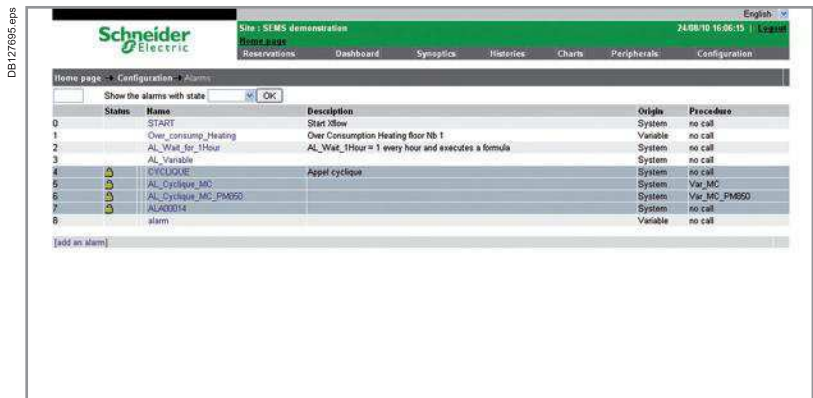 DB127695.eps
English
Schneider
Electric
Site : SEMS demonstration
24/08/10 16:06:15 | Logout
Home page
Reservations Dashboard Synoptics Histories Charts Peripherals Configuration
Home page Configuration Alarms
Show the alarms with state OK
Status Name Description Origin Procedure
0 START Start Xflow System no call
1 Over_consump_Heating Over Consumption Heating floor Nb 1 Variable no call
2 AL_Wait_for_1Hour AL_Wait_1Hour = 1 every hour and executes a formula System no call
3 AL_Variable System no call
4 CYCLIQUE Appel cyclique System no call
5 AL_Cyclique_MC System Var_MC
6 AL_Cyclique_MC_PM850 System Var_MC_PM850
7 ALA00014 System no call
8 alarm Variable no call
[add an alarm]